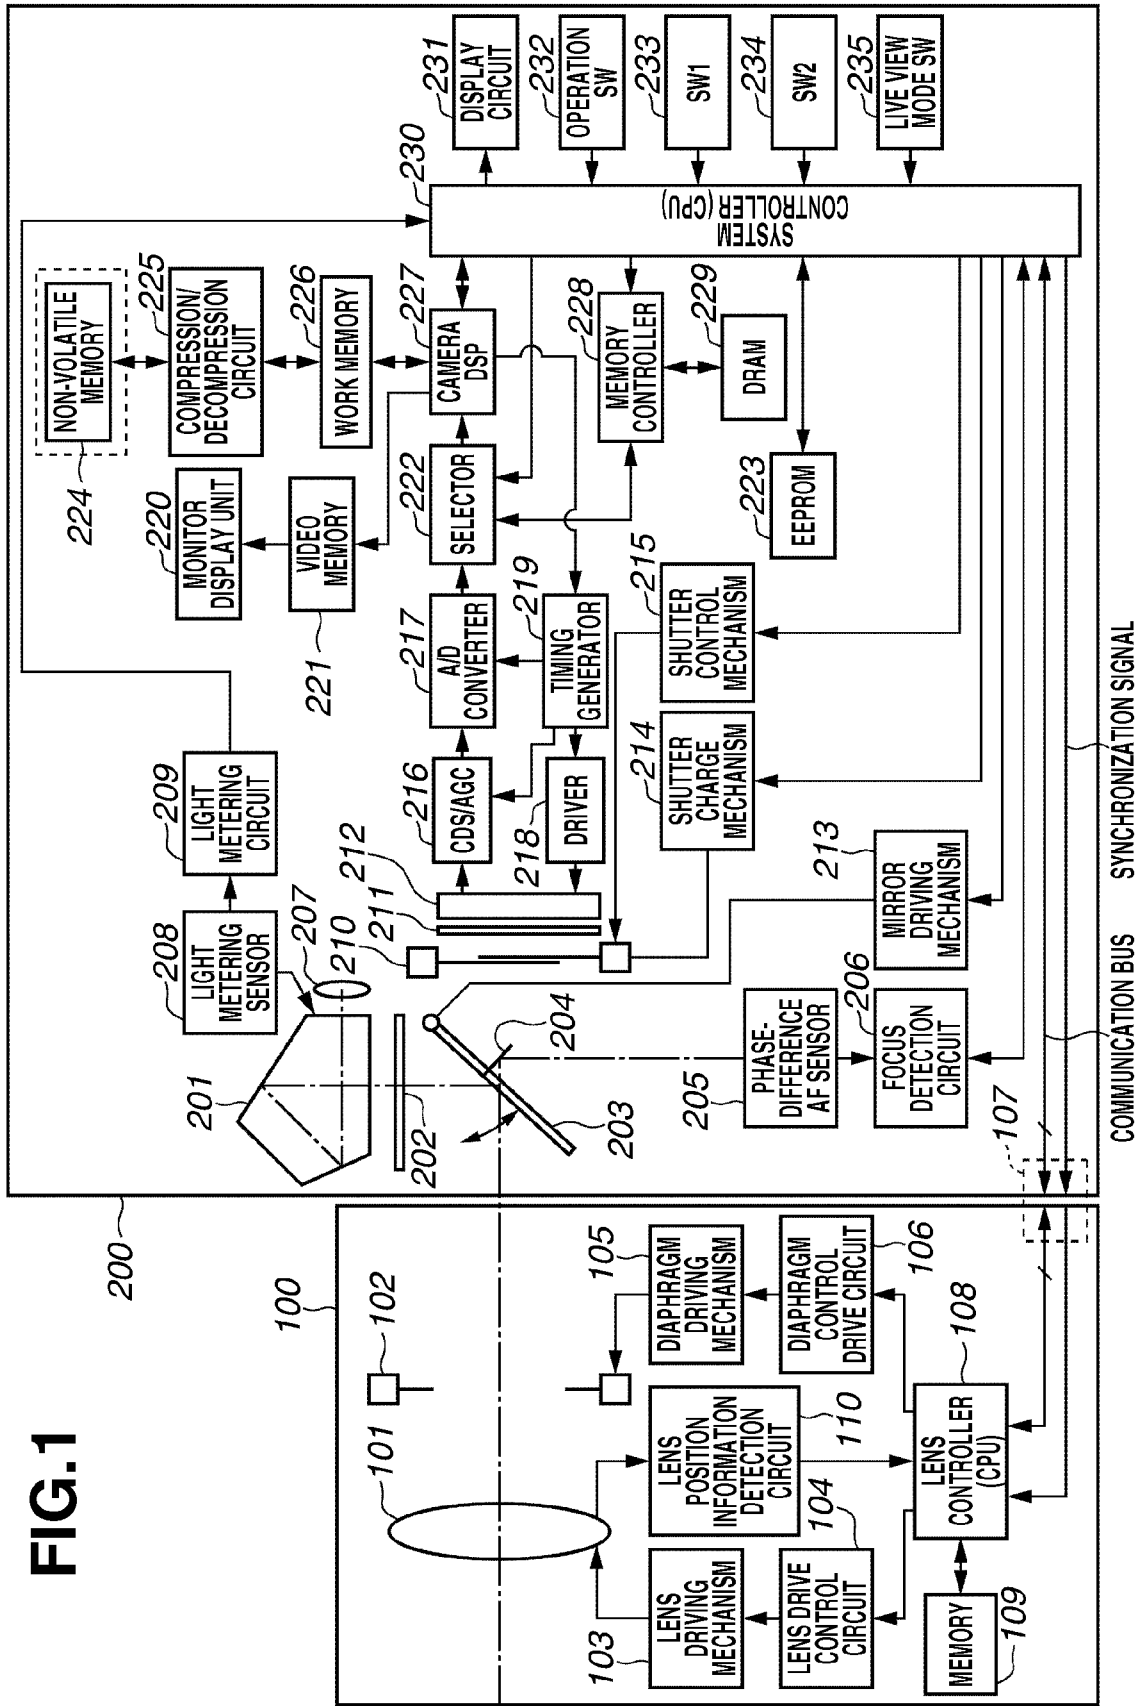 FIG.1
100
101
102
LENS
DRIVING
MECHANISM
103
LENS DRIVE
CONTROL
CIRCUIT
104
LENS
POSITION
INFORMATION
DETECTION
CIRCUIT
110
DIAPHRAGM
DRIVING
MECHANISM
105
DIAPHRAGM
CONTROL
DRIVE CIRCUIT
106
LENS
CONTROLLER
(CPU)
108
MEMORY
109
107
COMMUNICATION BUS
SYNCHRONIZATION SIGNAL
200
201
202
203
204
PHASE-
DIFFERENCE
AF SENSOR
205
FOCUS
DETECTION
CIRCUIT
206
207
LIGHT
METERING
SENSOR
208
LIGHT
METERING
CIRCUIT
209
210
211
212
MIRROR
DRIVING
MECHANISM
213
SHUTTER
CHARGE
MECHANISM
214
SHUTTER
CONTROL
MECHANISM
215
CDS/AGC
216
A/D
CONVERTER
217
DRIVER
218
TIMING
GENERATOR
219
MONITOR
DISPLAY UNIT
220
VIDEO
MEMORY
221
SELECTOR
222
EEPROM
223
NON-VOLATILE
MEMORY
224
COMPRESSION/
DECOMPRESSION
CIRCUIT
225
WORK MEMORY
226
CAMERA
DSP
227
MEMORY
CONTROLLER
228
DRAM
229
SYSTEM
CONTROLLER (CPU)
230
DISPLAY
CIRCUIT
231
OPERATION
SW
232
SW1
233
SW2
234
LIVE VIEW
MODE SW
235